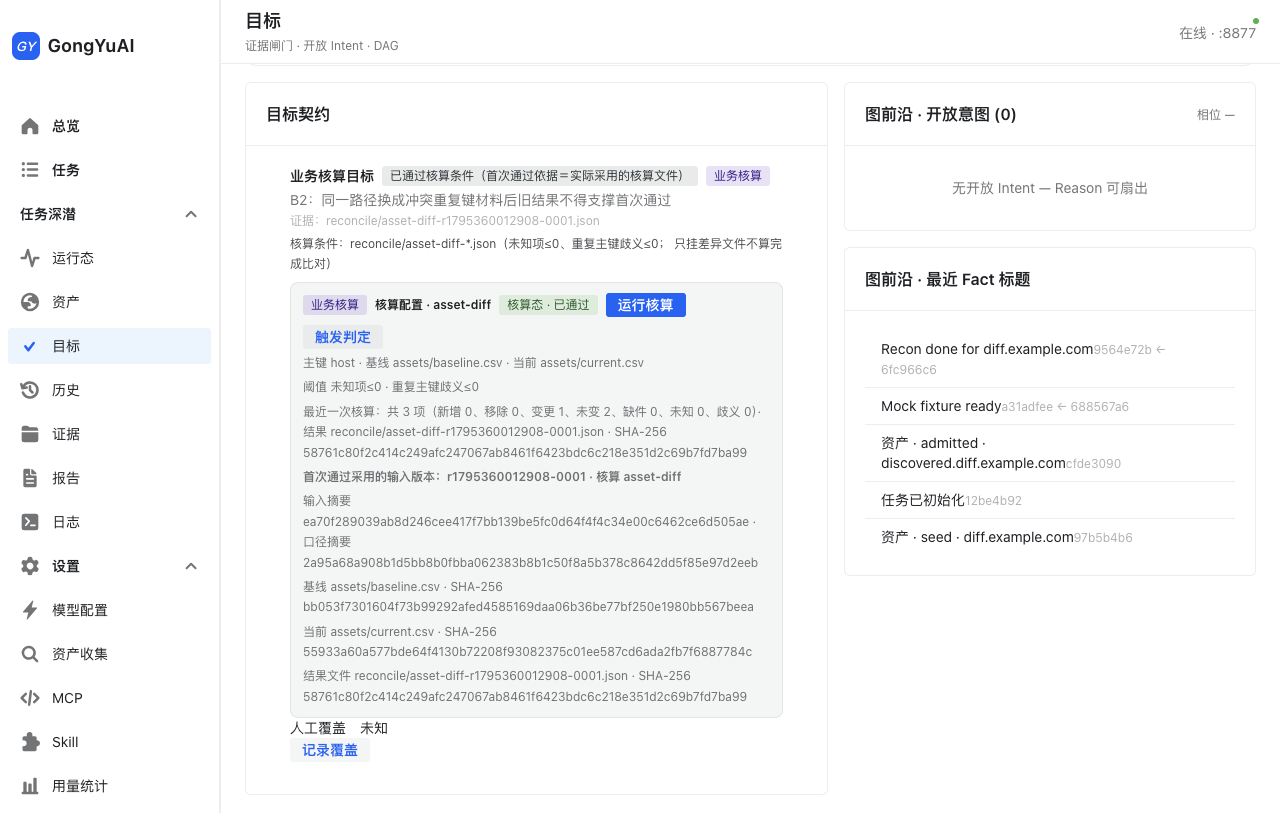 GY GongYuAI
总览
任务
任务深潜
运行态
资产
目标
历史
证据
报告
日志
设置
模型配置
资产收集
MCP
Skill
用量统计
目标
证据闸门 · 开放 Intent · DAG
在线 · :8877
目标契约
业务核算目标 已通过核算条件（首次通过依据＝实际采用的核算文件） 业务核算
B2：同一路径换成冲突重复键材料后旧结果不得支撑首次通过
证据：reconcile/asset-diff-r1795360012908-0001.json
核算条件：reconcile/asset-diff-*.json（未知项≤0、重复主键歧义≤0； 只挂差异文件不算完
成比对）
业务核算 核算配置 · asset-diff 核算态 · 已通过 运行核算
触发判定
主键 host · 基线 assets/baseline.csv · 当前 assets/current.csv
阈值 未知项≤0 · 重复主键歧义≤0
最近一次核算：共 3 项（新增 0、移除 0、变更 1、未变 2、缺件 0、未知 0、歧义 0）·
结果 reconcile/asset-diff-r1795360012908-0001.json · SHA-256
58761c80f2c414c249afc247067ab8461f6423bdc6c218e351d2c69b7fd7ba99
首次通过采用的输入版本：r1795360012908-0001 · 核算 asset-diff
输入摘要
ea70f289039ab8d246cee417f7bb139be5fc0d64f4f4c34e00c6462ce6d505ae ·
口径摘要
2a95a68a908b1d5bb8b0fbba062383b8b1c50f8a5b378c8642dd5f85e97d2eeb
基线 assets/baseline.csv · SHA-256
bb053f7301604f73b99292afed4585169daa06b36be77bf250e1980bb567beea
当前 assets/current.csv · SHA-256
55933a60a577bde64f4130b72208f93082375c01ee587cd6ada2fb7f6887784c
结果文件 reconcile/asset-diff-r1795360012908-0001.json · SHA-256
58761c80f2c414c249afc247067ab8461f6423bdc6c218e351d2c69b7fd7ba99
人工覆盖 未知
记录覆盖
图前沿 · 开放意图 (0)
相位 —
无开放 Intent — Reason 可扇出
图前沿 · 最近 Fact 标题
Recon done for diff.example.com9564e72b ←
6fc966c6
Mock fixture readya31adfee ← 688567a6
资产 · admitted ·
discovered.diff.example.comcfde3090
任务已初始化12be4b92
资产 · seed · diff.example.com97b5b4b6